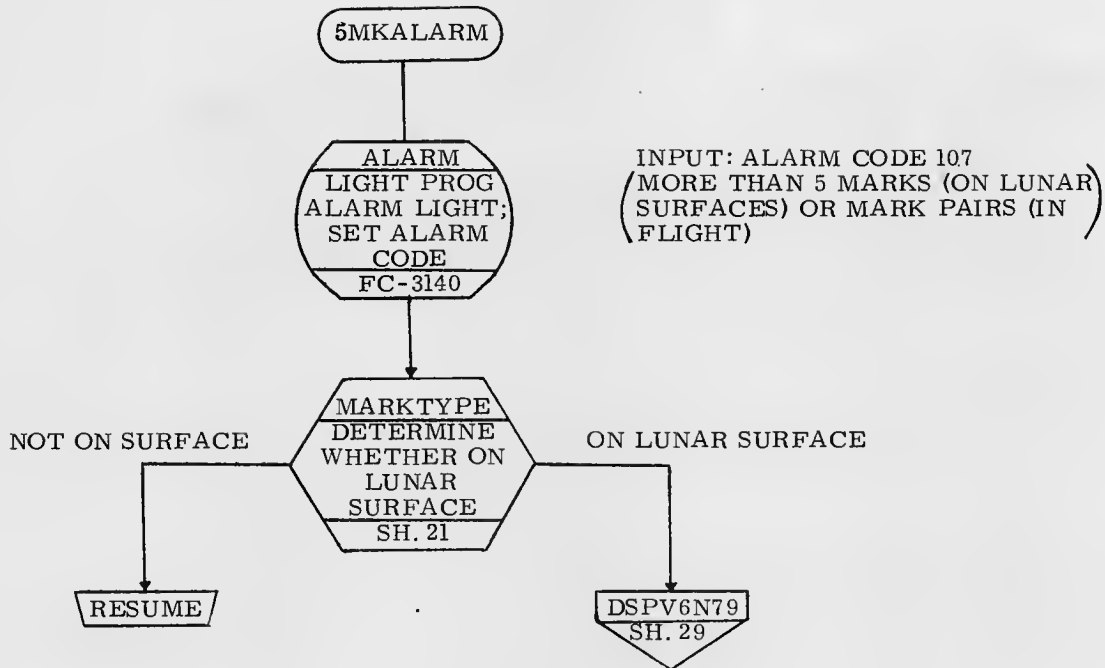 5MKALARM
ALARM
LIGHT PROG
ALARM LIGHT;
SET ALARM
CODE
FC-3140
INPUT: ALARM CODE 107
(MORE THAN 5 MARKS (ON LUNAR
SURFACES) OR MARK PAIRS (IN
FLIGHT))
MARKTYPE
DETERMINE
WHETHER ON
LUNAR
SURFACE
SH. 21
NOT ON SURFACE
ON LUNAR SURFACE
RESUME
DSPV6N79
SH. 29